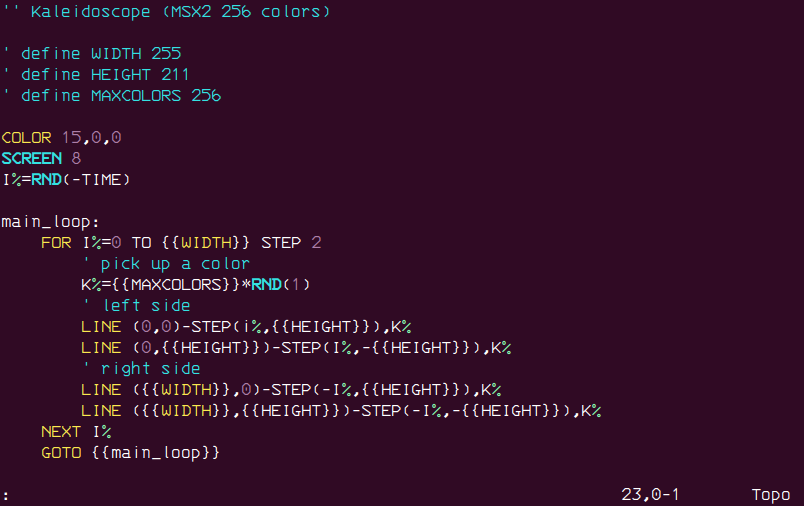 '' Kaleidoscope (MSX2 256 colors)
' define WIDTH 255
' define HEIGHT 211
' define MAXCOLORS 256
COLOR 15,0,0
SCREEN 8
I%=RND(-TIME)
main_loop:
    FOR I%=0 TO {{WIDTH}} STEP 2
        ' pick up a color
        K%={{MAXCOLORS}}*RND(1)
        ' left side
        LINE (0,0)-STEP(i%,{{HEIGHT}}),K%
        LINE (0,{{HEIGHT}})-STEP(I%,-{{HEIGHT}}),K%
        ' right side
        LINE ({{WIDTH}},0)-STEP(-I%,{{HEIGHT}}),K%
        LINE ({{WIDTH}},{{HEIGHT}})-STEP(-I%,-{{HEIGHT}}),K%
    NEXT I%
    GOTO {{main_loop}}
: 23,0-1 Topo